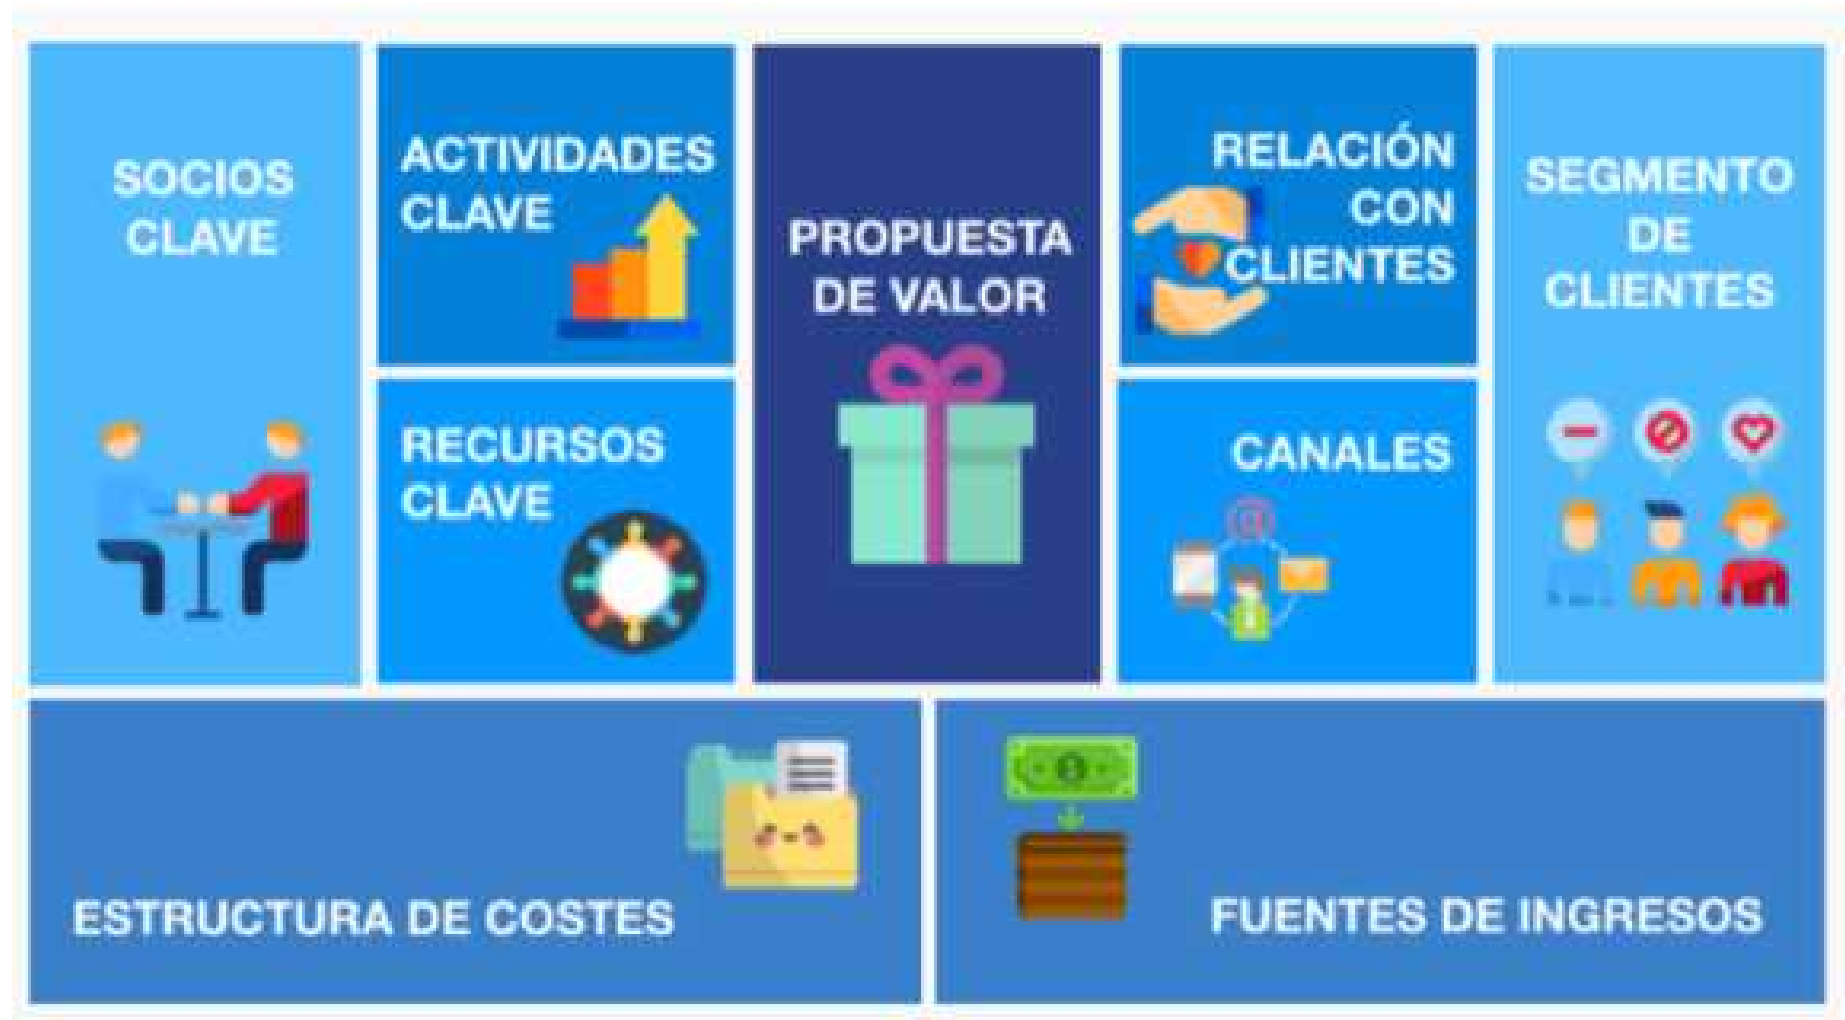 SOCIOS
CLAVE
ACTIVIDADES
CLAVE
RECURSOS
CLAVE
PROPUESTA
DE VALOR
RELACIÓN
CON
CLIENTES
CANALES
SEGMENTO
DE
CLIENTES
ESTRUCTURA DE COSTES
FUENTES DE INGRESOS